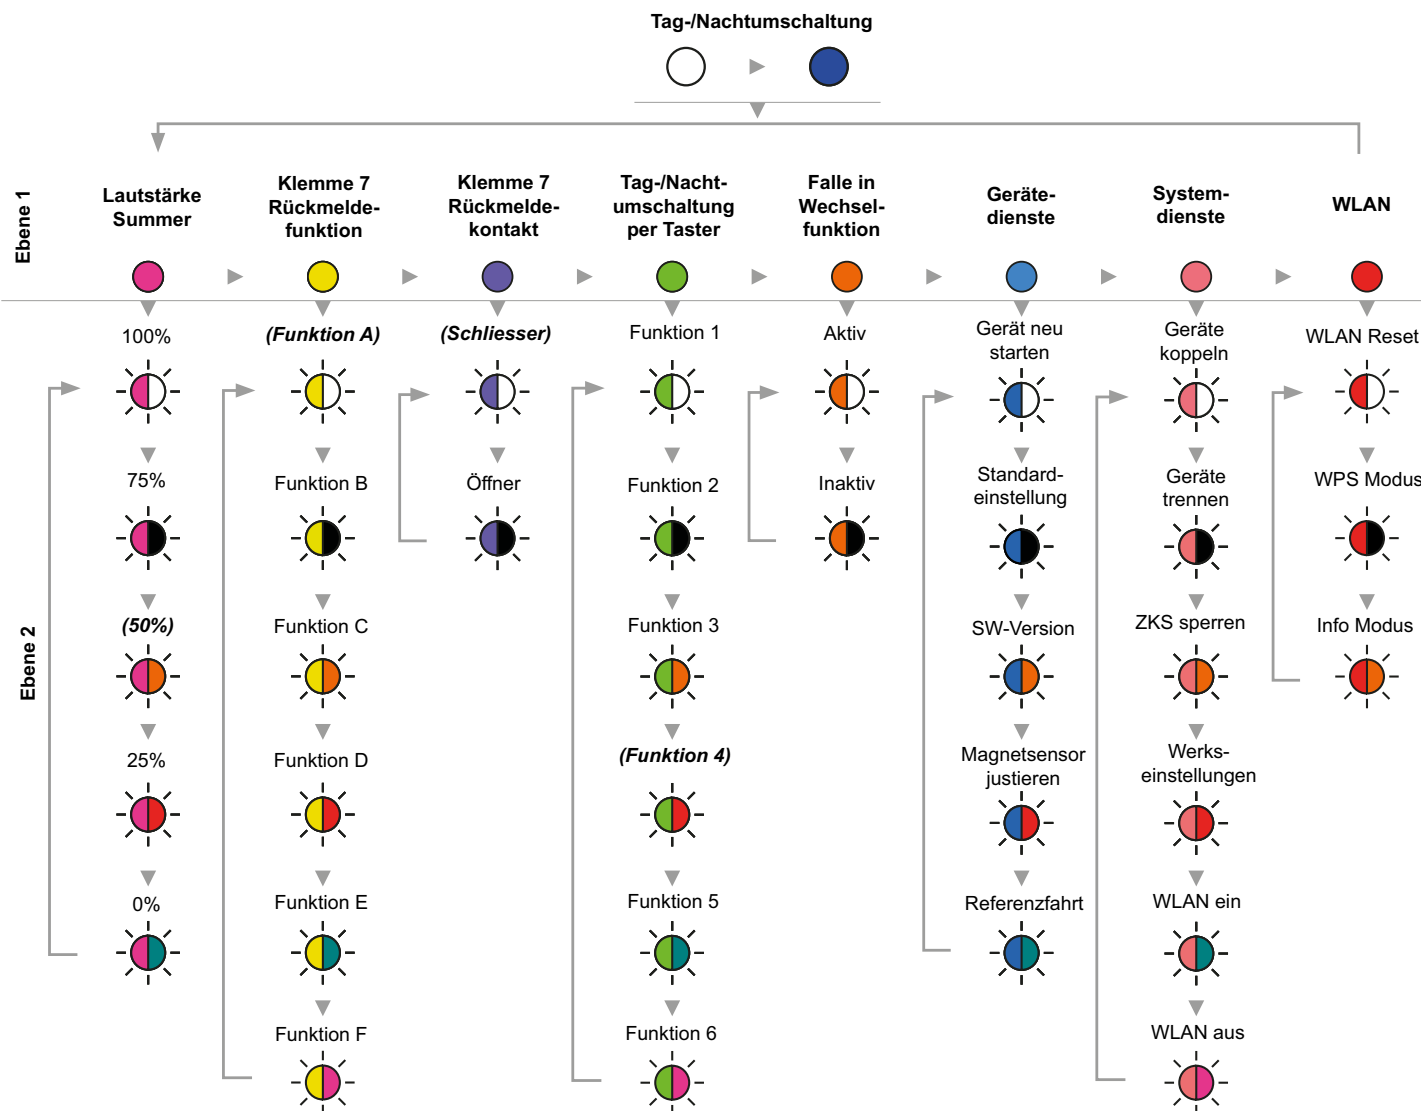 Tag-/Nachtumschaltung
Ebene 1
Lautstärke
Summer
Klemme 7
Rückmelde-
funktion
Klemme 7
Rückmelde-
kontakt
Tag-/Nacht-
umschaltung
per Taster
Falle in
Wechsel-
funktion
Geräte-
dienste
System-
dienste
WLAN
Ebene 2
100%
75%
(50%)
25%
0%
(Funktion A)
Funktion B
Funktion C
Funktion D
Funktion E
Funktion F
(Schliesser)
Öffner
Funktion 1
Funktion 2
Funktion 3
(Funktion 4)
Funktion 5
Funktion 6
Aktiv
Inaktiv
Gerät neu
starten
Standard-
einstellung
SW-Version
Magnetsensor
justieren
Referenzfahrt
Geräte
koppeln
Geräte
trennen
ZKS sperren
Werks-
einstellungen
WLAN ein
WLAN aus
WLAN Reset
WPS Modus
Info Modus